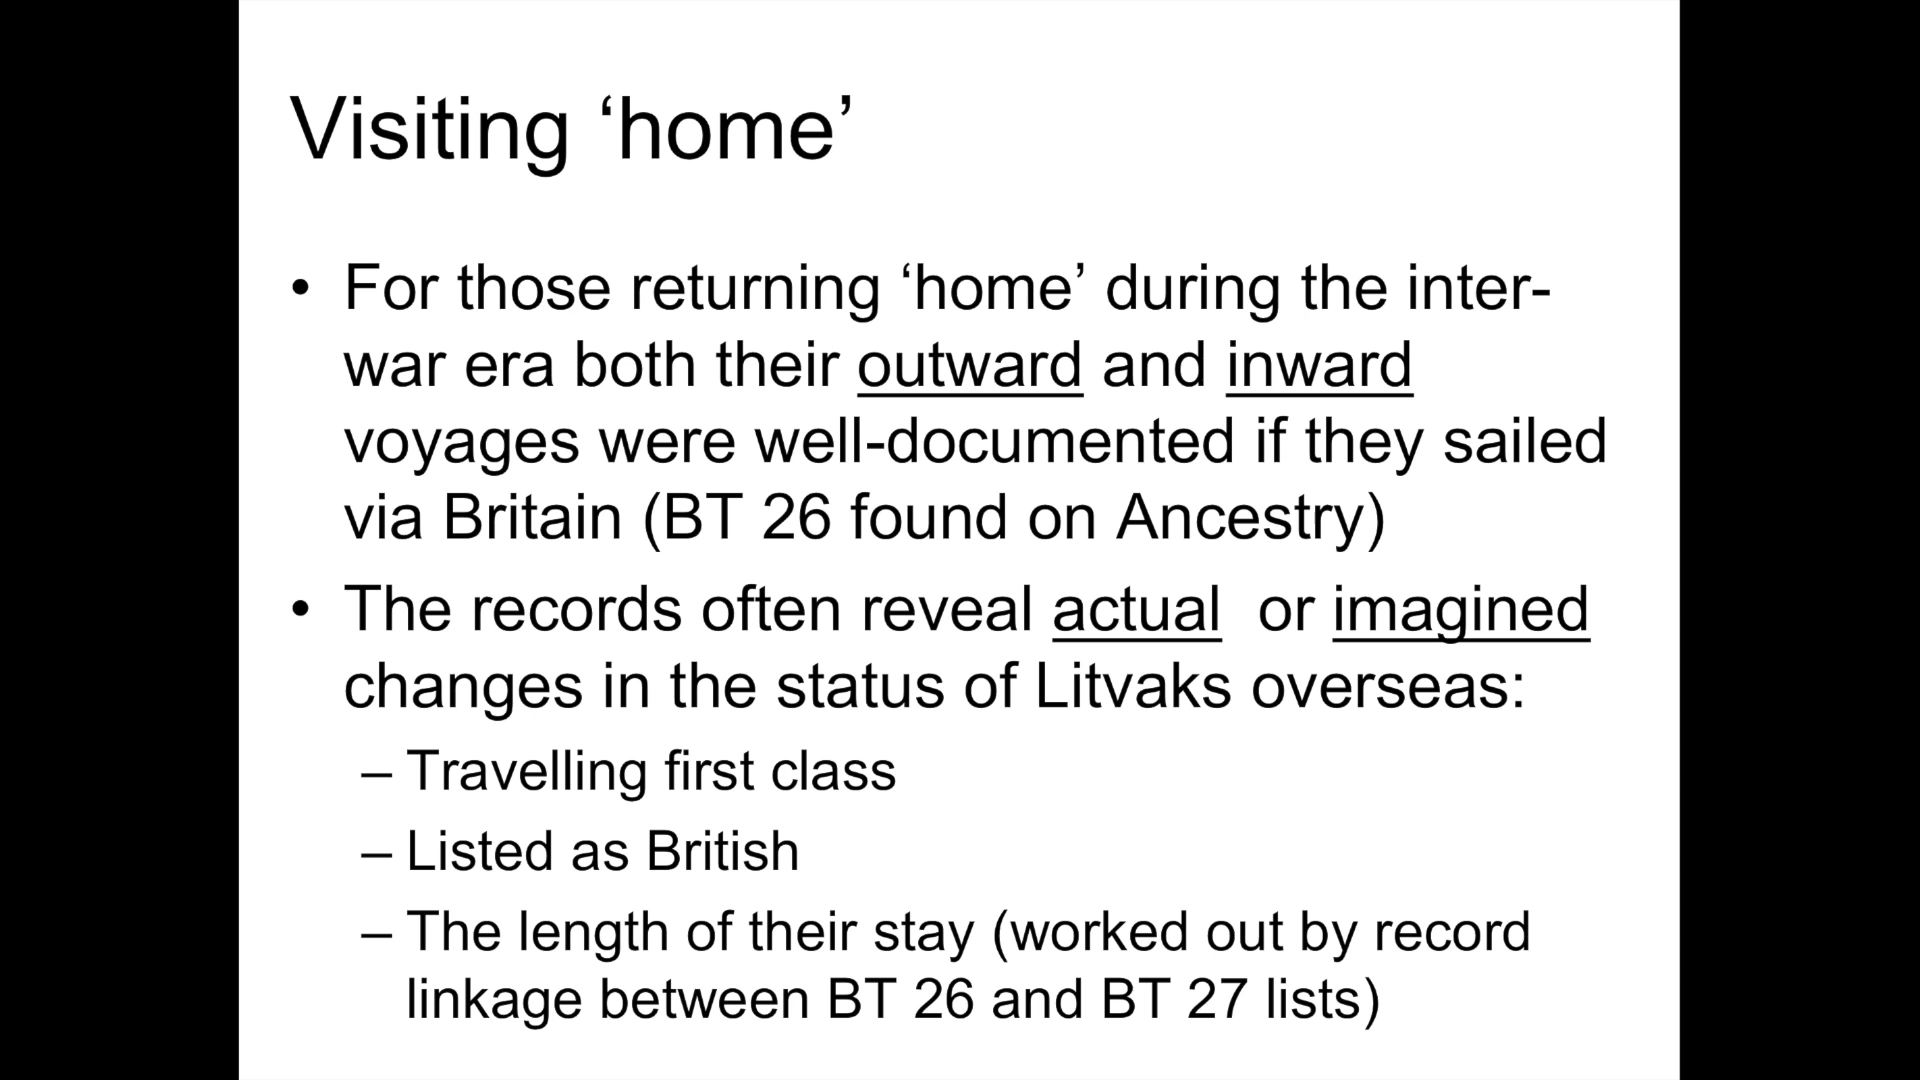 Visiting ‘home’
• For those returning ‘home’ during the inter-
war era both their outward and inward
voyages were well-documented if they sailed
via Britain (BT 26 found on Ancestry)
• The records often reveal actual  or imagined
changes in the status of Litvaks overseas:
– Travelling first class
– Listed as British
– The length of their stay (worked out by record
linkage between BT 26 and BT 27 lists)